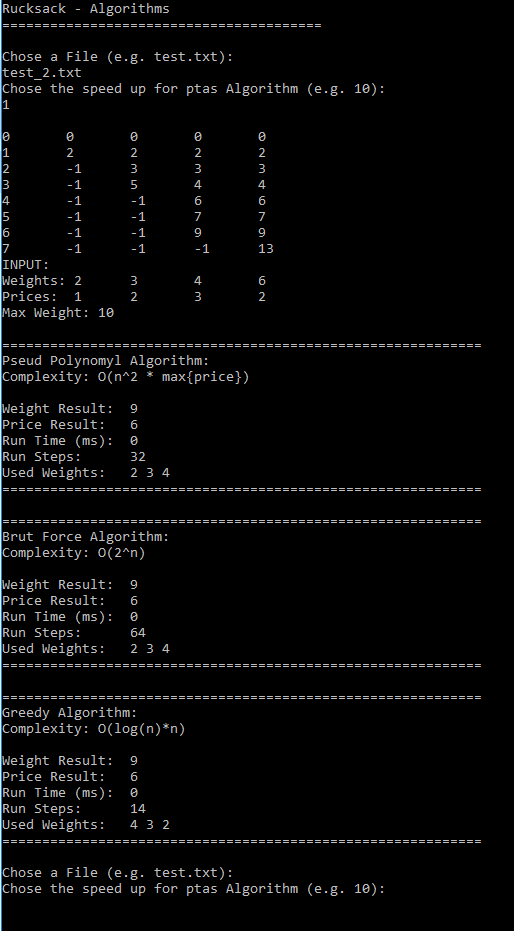 Rucksack - Algorithms
========================================
Chose a File (e.g. test.txt):
test_2.txt
Chose the speed up for ptas Algorithm (e.g. 10):
1
0 0 0 0 0
1 2 2 2 2
2 -1 3 3 3
3 -1 5 4 4
4 -1 -1 6 6
5 -1 -1 7 7
6 -1 -1 9 9
7 -1 -1 -1 13
INPUT:
Weights: 2 3 4 6
Prices: 1 2 3 2
Max Weight: 10
============================================================
Pseud Polynomyl Algorithm:
Complexity: O(n^2 * max{price})
Weight Result: 9
Price Result: 6
Run Time (ms): 0
Run Steps: 32
Used Weights: 2 3 4
============================================================
============================================================
Brut Force Algorithm:
Complexity: O(2^n)
Weight Result: 9
Price Result: 6
Run Time (ms): 0
Run Steps: 64
Used Weights: 2 3 4
============================================================
============================================================
Greedy Algorithm:
Complexity: O(log(n)*n)
Weight Result: 9
Price Result: 6
Run Time (ms): 0
Run Steps: 14
Used Weights: 4 3 2
============================================================
Chose a File (e.g. test.txt):
Chose the speed up for ptas Algorithm (e.g. 10):